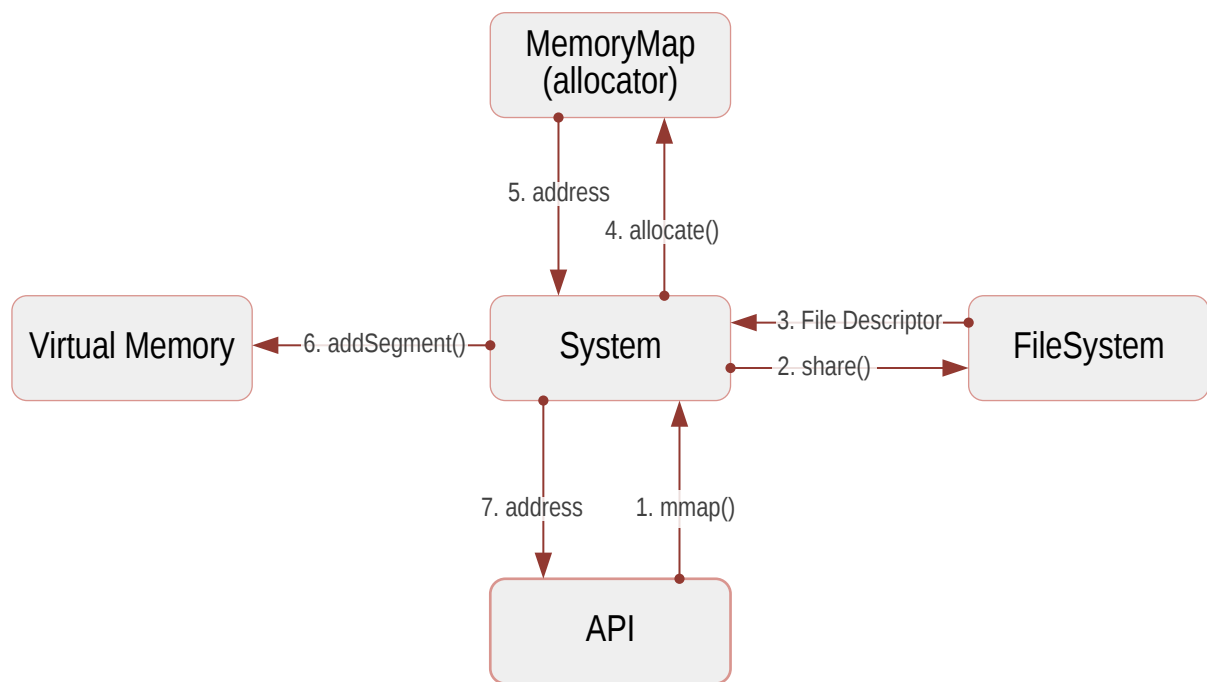 MemoryMap
(allocator)
5. address
4. allocate()
Virtual Memory
6. addSegment()
System
3. File Descriptor
2. share()
FileSystem
7. address
1. mmap()
API